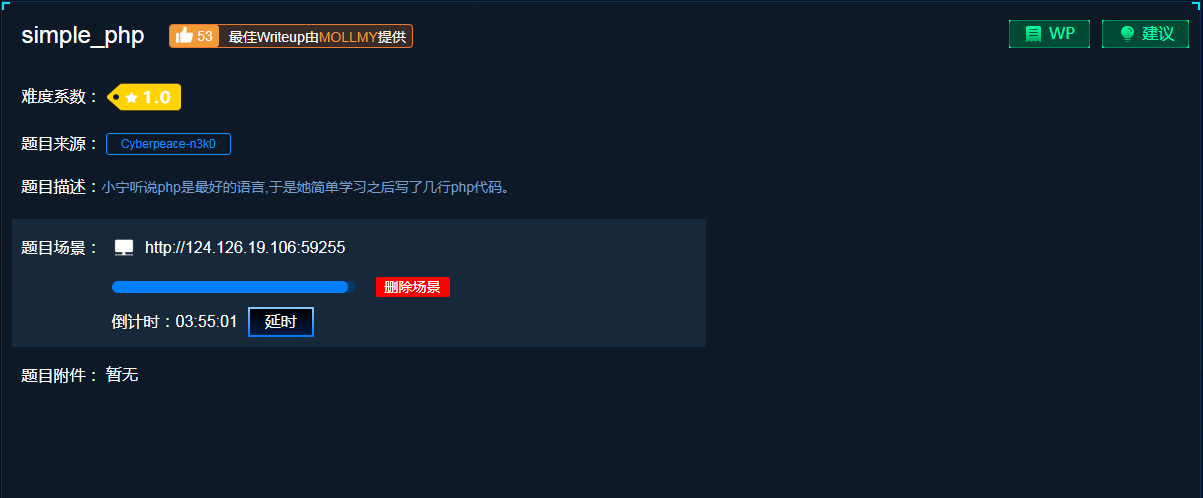 simple_php 53 最佳Writeup由MOLLMY提供 WP 建议
难度系数： 1.0
题目来源： Cyberpeace-n3k0
题目描述：小宁听说php是最好的语言,于是她简单学习之后写了几行php代码。
题目场景： http://124.126.19.106:59255
删除场景
倒计时：03:55:01 延时
题目附件： 暂无